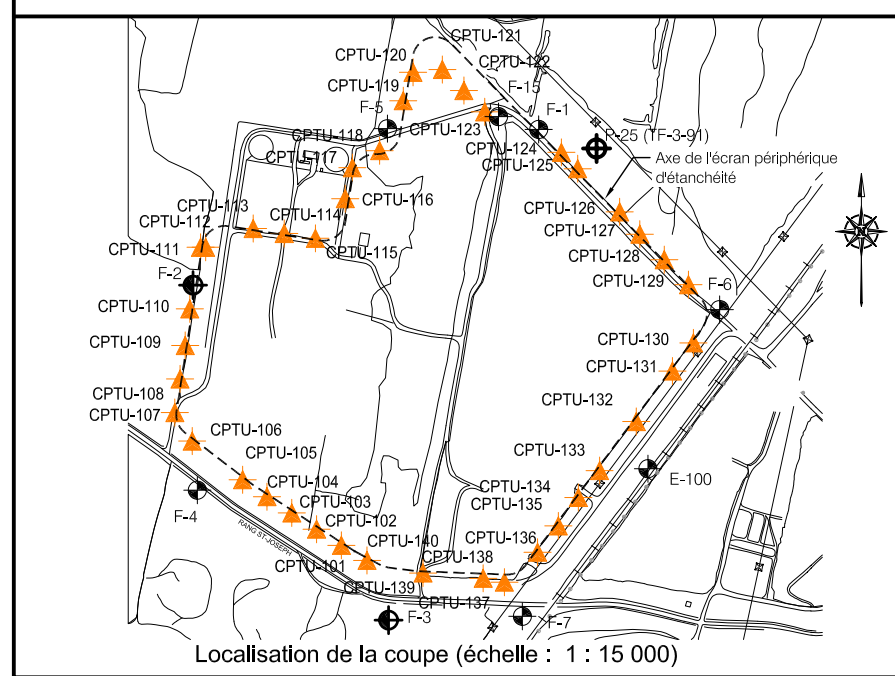 CPTU-121
CPTU-120
CPTU-122
CPTU-119
F-15
F-5
F-1
CPTU-123
CPTU-118
P-25 (TF-3-91)
CPTU-124
CPTU-117
CPTU-125
Axe de l'écran périphérique
d'étanchéité
CPTU-116
CPTU-113
CPTU-126
CPTU-112
CPTU-114
CPTU-127
CPTU-111
CPTU-115
CPTU-128
F-2
CPTU-129
F-6
CPTU-110
CPTU-130
CPTU-109
CPTU-131
CPTU-108
CPTU-132
CPTU-107
CPTU-106
CPTU-105
CPTU-133
E-100
CPTU-104
CPTU-134
F-4
CPTU-103
CPTU-135
RANG ST-JOSEPH
CPTU-102
CPTU-136
CPTU-140
CPTU-138
CPTU-101
CPTU-139
CPTU-137
F-3
F-7
Localisation de la coupe (échelle : 1 : 15 000)